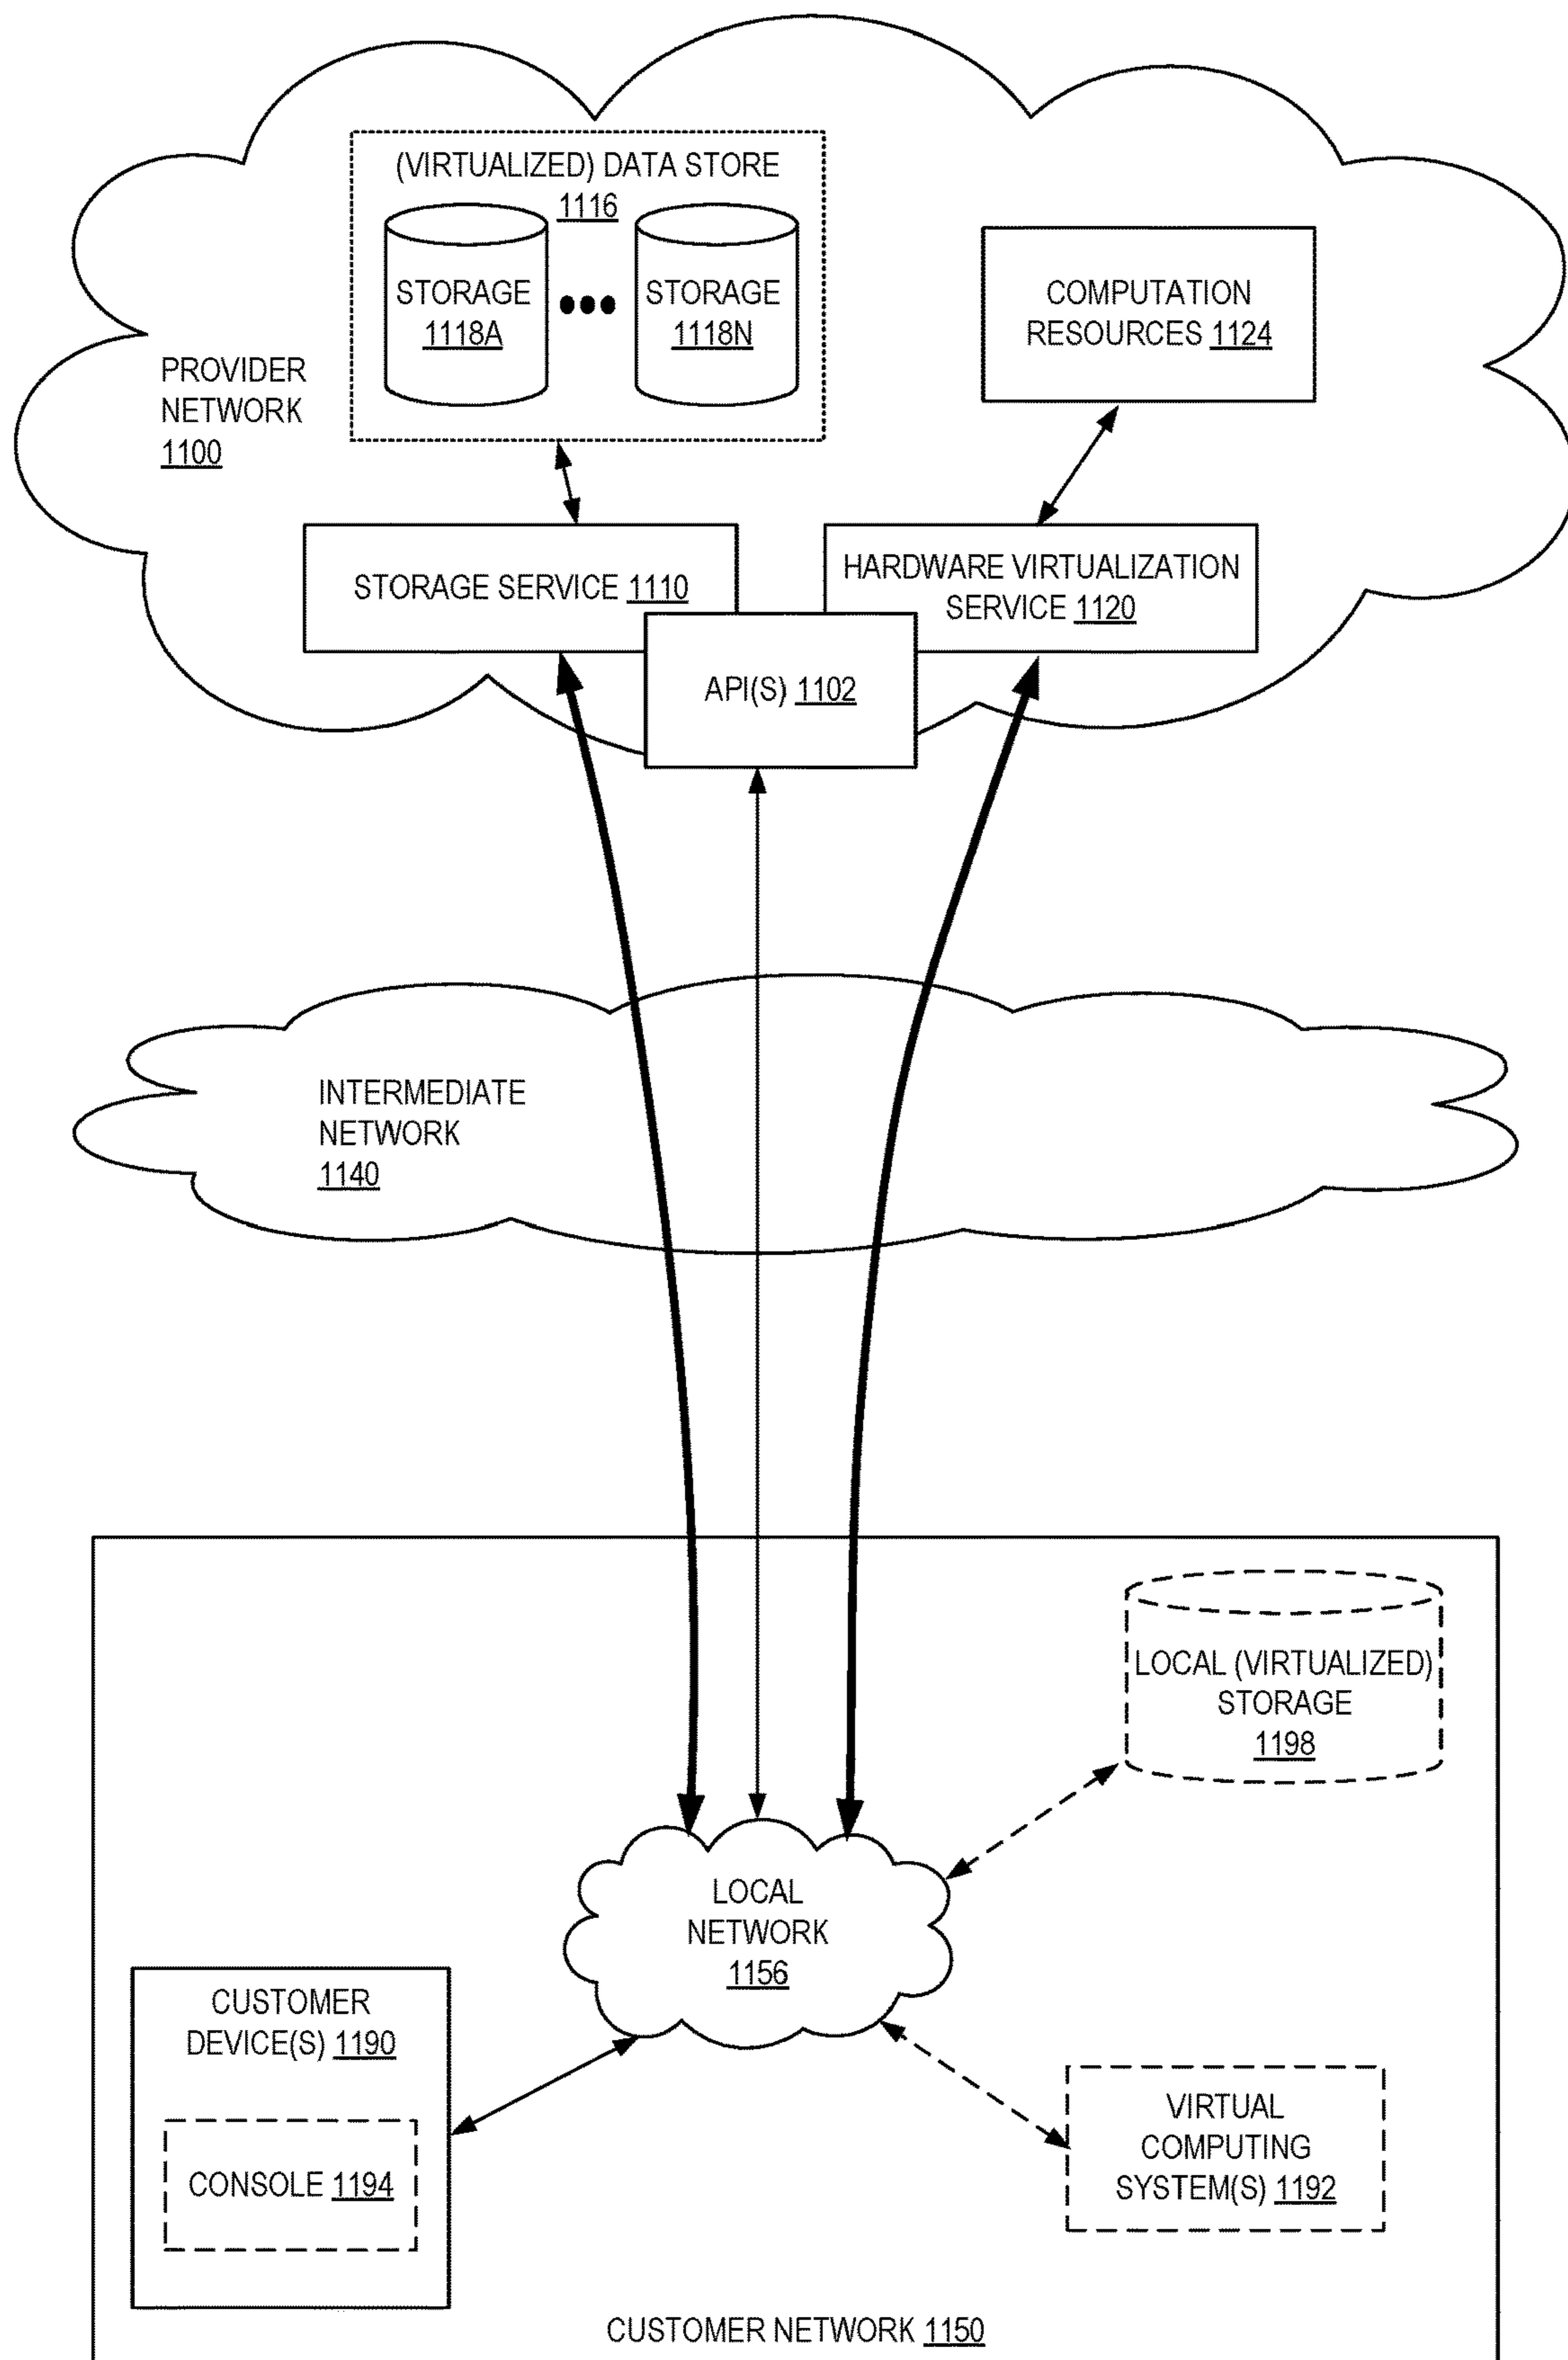 (VIRTUALIZED) DATA STORE
1116
STORAGE
1118A
STORAGE
1118N
COMPUTATION
RESOURCES 1124
PROVIDER
NETWORK
1100
STORAGE SERVICE 1110
HARDWARE VIRTUALIZATION
SERVICE 1120
API(S) 1102
INTERMEDIATE
NETWORK
1140
LOCAL (VIRTUALIZED)
STORAGE
1198
LOCAL
NETWORK
1156
CUSTOMER
DEVICE(S) 1190
CONSOLE 1194
VIRTUAL
COMPUTING
SYSTEM(S) 1192
CUSTOMER NETWORK 1150